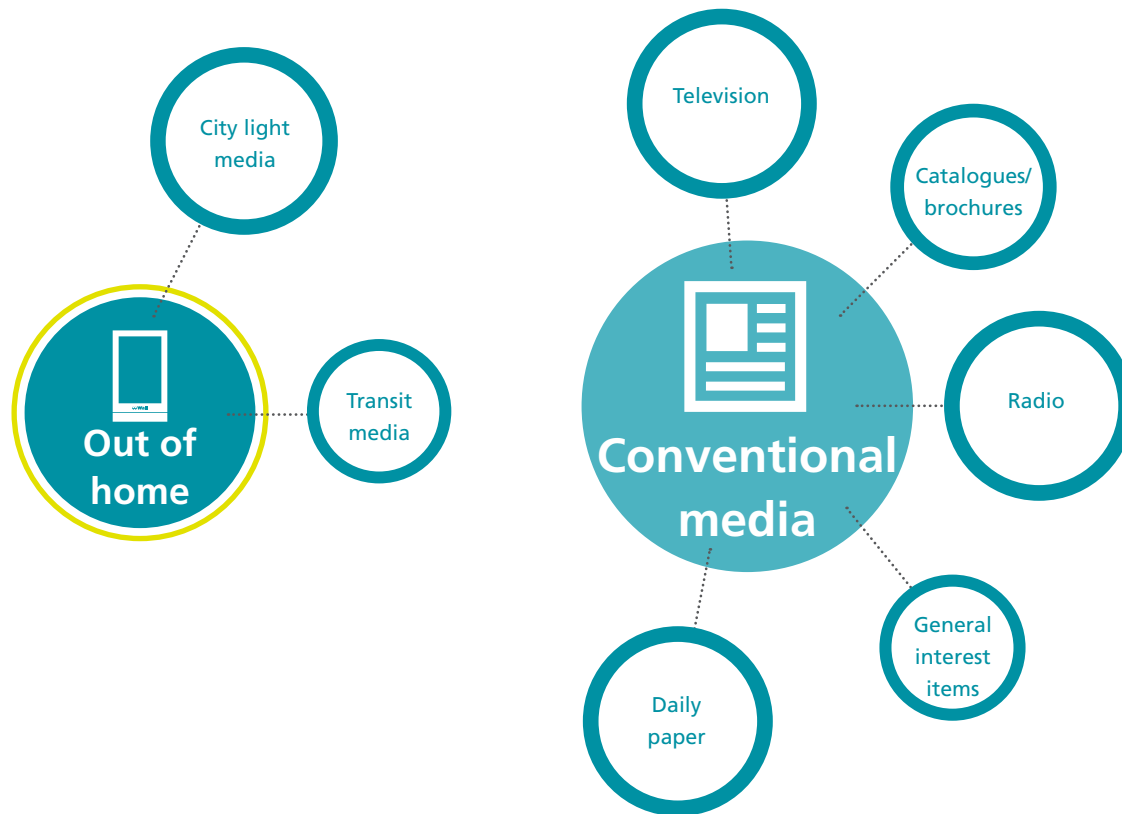 City light
media
Out of
home
Transit
media
Television
Catalogues/
brochures
Conventional
media
Radio
General
interest
items
Daily
paper